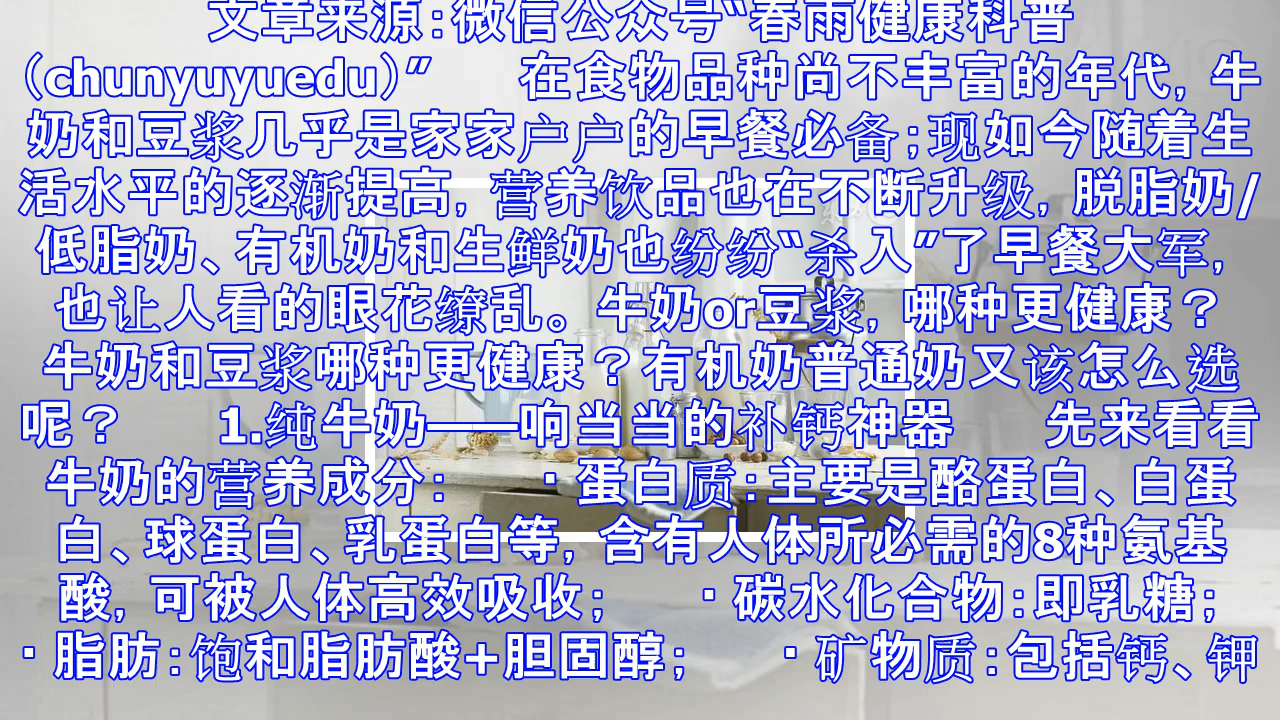 文章来源:微信公众号“春雨健康科普
(chunyuyuedu)” 在食物品种尚不丰富的年代, 牛
奶和豆浆几乎是家家户户的早餐必备;现如今随着生
活水平的逐渐提高, 营养饮品也在不断升级, 脱脂奶/
低脂奶、有机奶和生鲜奶也纷纷“杀入”了早餐大军,
也让人看的眼花缭乱。牛奶or豆浆, 哪种更健康?
牛奶和豆浆哪种更健康?有机奶普通奶又该怎么选
呢? 1.纯牛奶——响当当的补钙神器 先来看看
牛奶的营养成分: ·蛋白质:主要是酪蛋白、白蛋
白、球蛋白、乳蛋白等, 含有人体所必需的8种氨基
酸, 可被人体高效吸收; ·碳水化合物:即乳糖;
·脂肪:饱和脂肪酸+胆固醇; ·矿物质:包括钙、钾